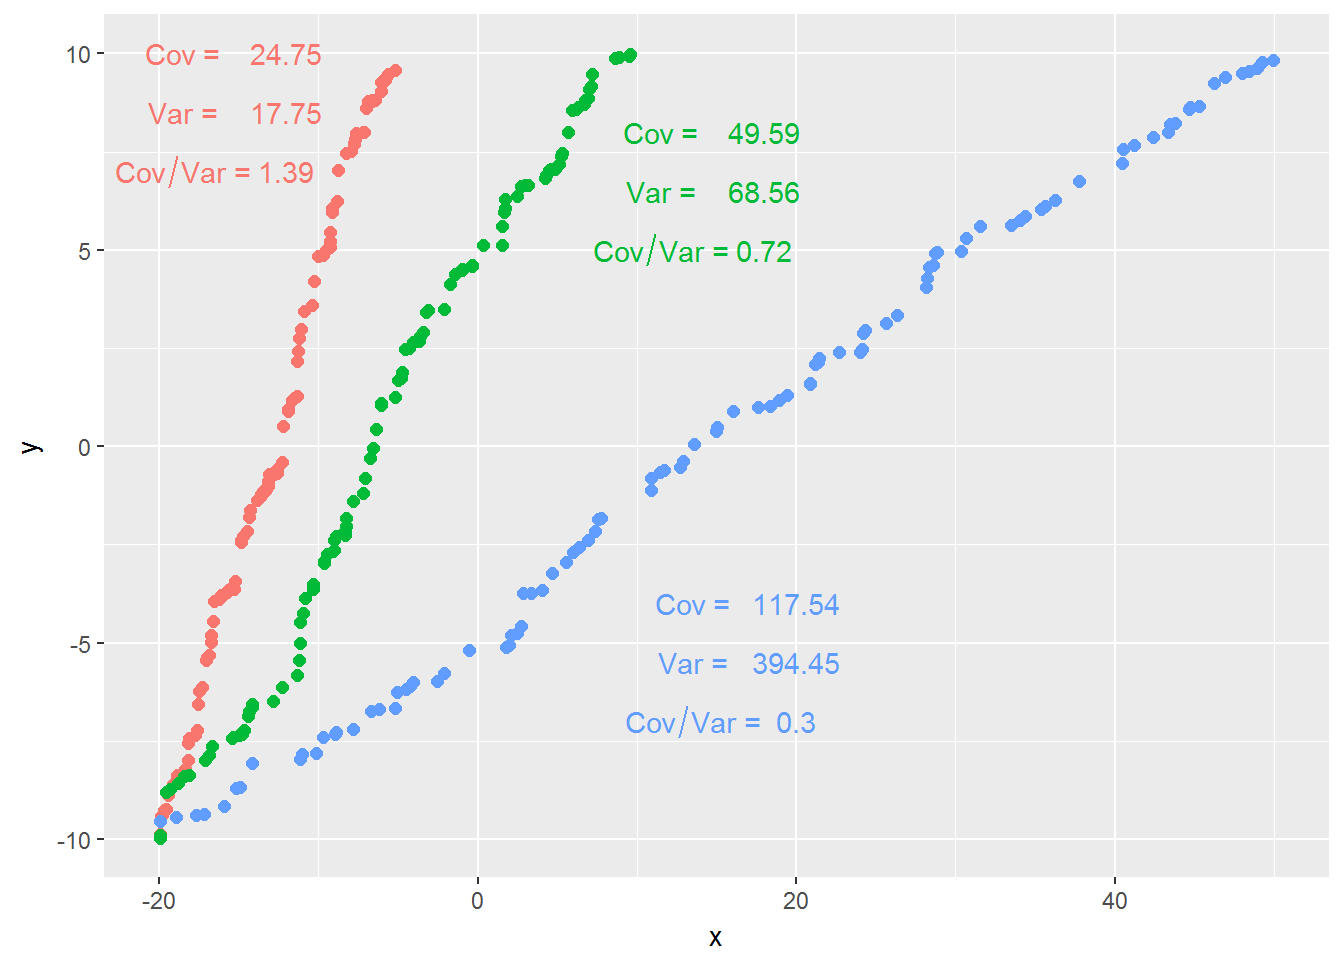 Cov = 24.75
Var = 17.75
Cov/Var = 1.39
Cov = 49.59
Var = 68.56
Cov/Var = 0.72
Cov = 117.54
Var = 394.45
Cov/Var = 0.3
10
5
0
-5
-10
y
-20 0 20 40
x